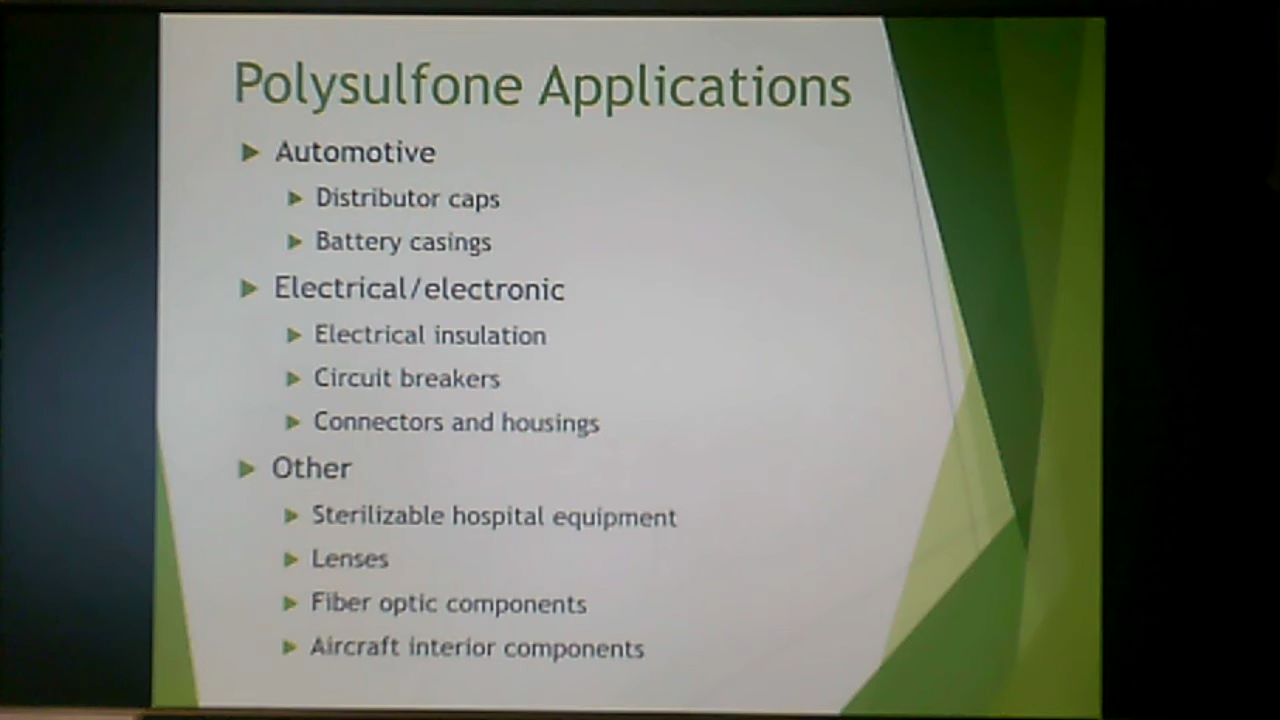 Polysulfone Applications
Automotive
Distributor caps
Battery casings
Electrical/electronic
Electrical insulation
Circuit breakers
Connectors and housings
Other
Sterilizable hospital equipment
Lenses
Fiber optic components
Aircraft interior components